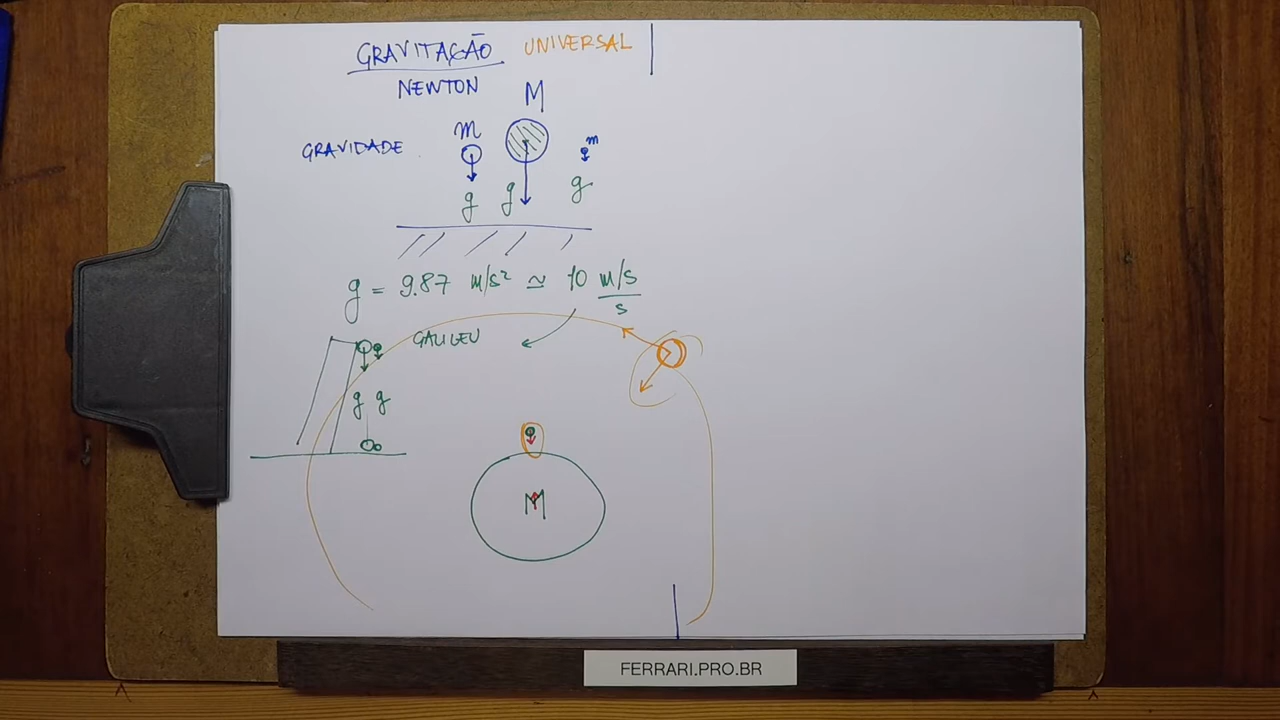 GRAVITAÇÃO UNIVERSAL
NEWTON
M
m
m
GRAVIDADE
g g g
g = 9.87 m/s² ≃ 10 m/s/s
GALILEU
g g
M
FERRARI.PRO.BR